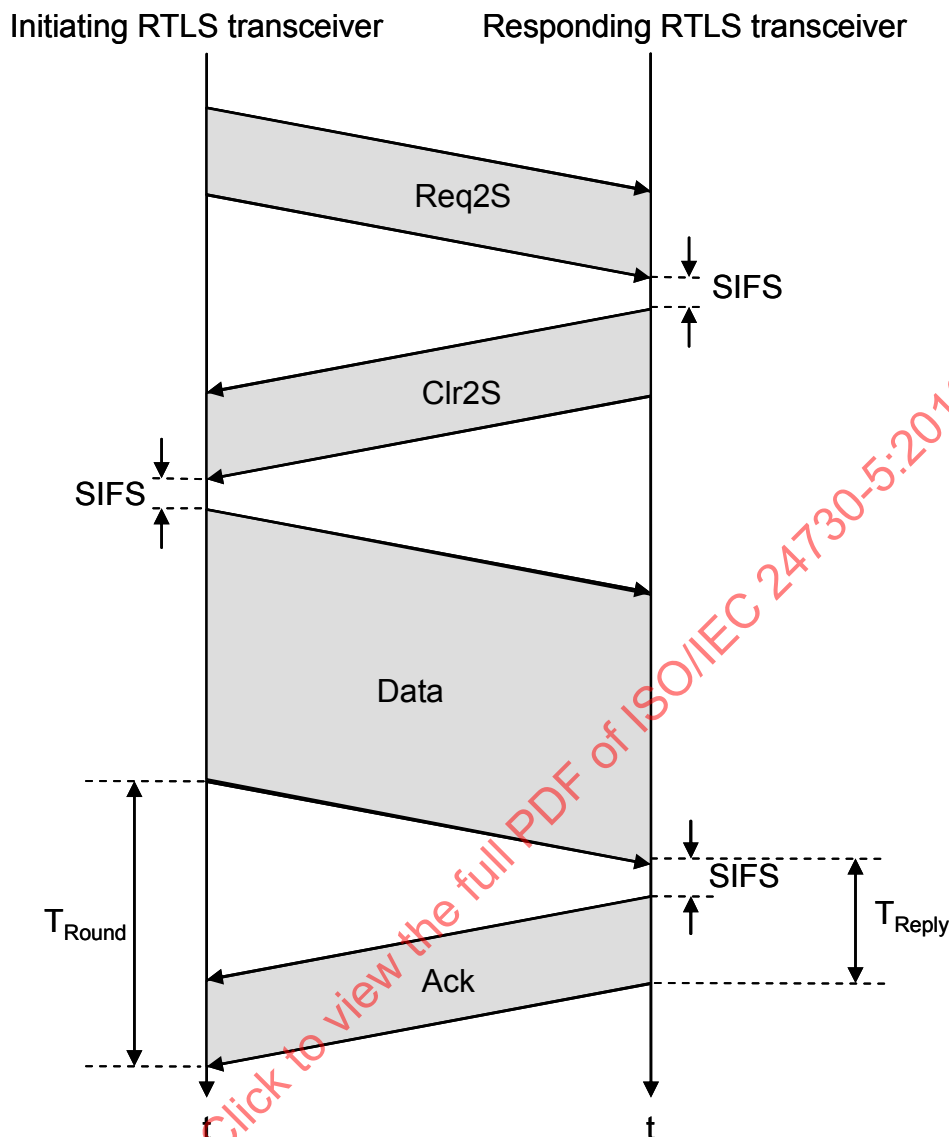 Initiating RTLS transceiver
Responding RTLS transceiver
Req2S
SIFS
Clr2S
SIFS
Data
SIFS
TRound
TReply
Ack
t
t
Click to view the full PDF of ISO/IEC 24730-5:201